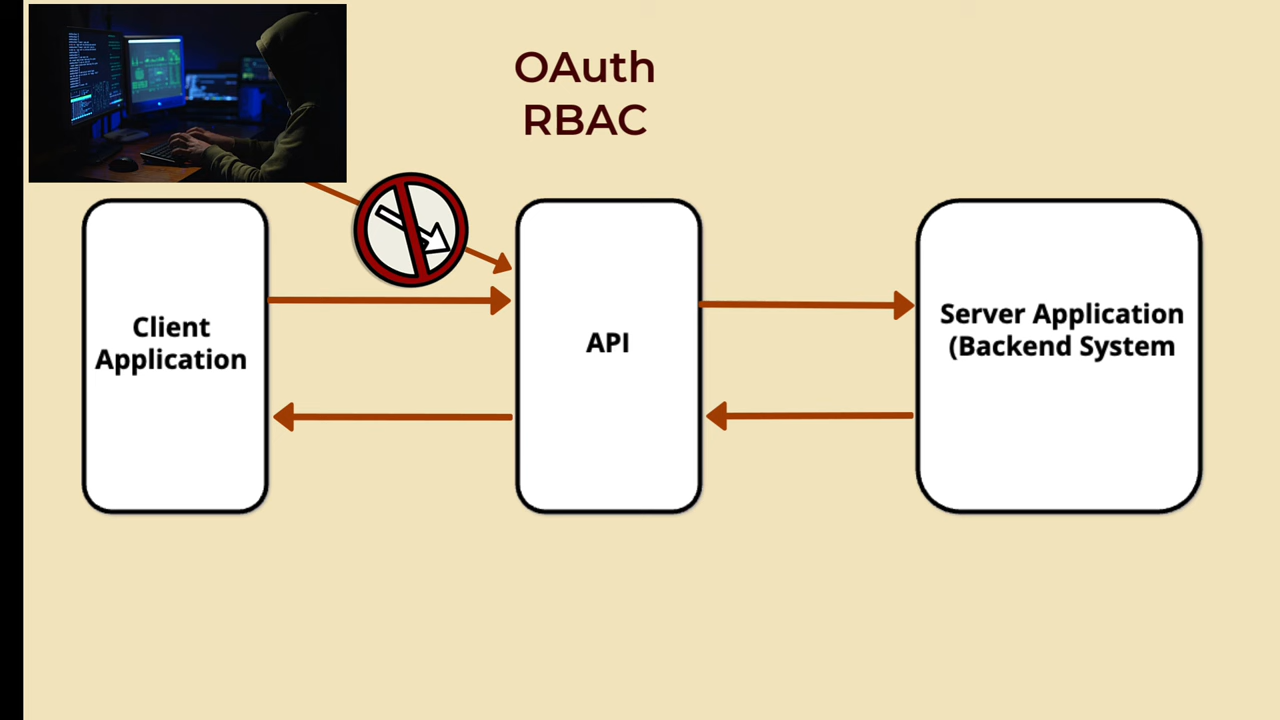 OAuth
RBAC
Client
Application
API
Server Application
(Backend System